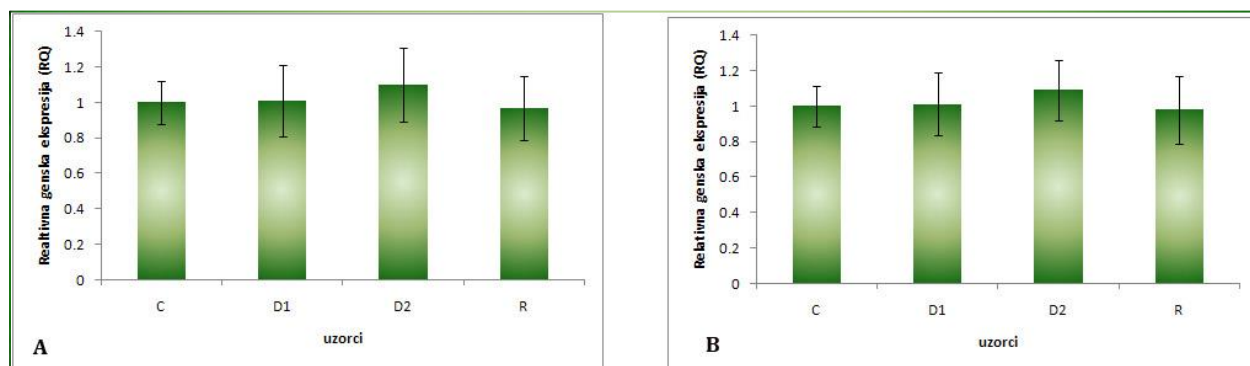 Realtivna genska ekspresija (RQ)
1.4
1.2
1
0.8
0.6
0.4
0.2
0
C D1 D2 R
uzorci
A
Relativna genska ekspresija (RQ)
1.4
1.2
1
0.8
0.6
0.4
0.2
0
C D1 D2 R
uzorci
B